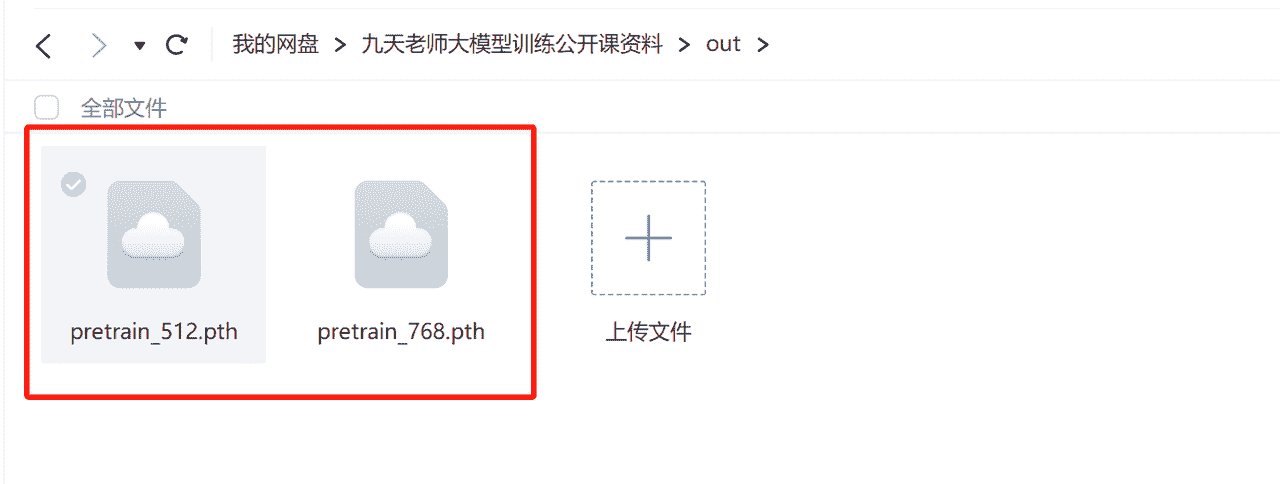 我的网盘 > 九天老师大模型训练公开课资料 > out >
全部文件
pretrain_512.pth pretrain_768.pth 上传文件